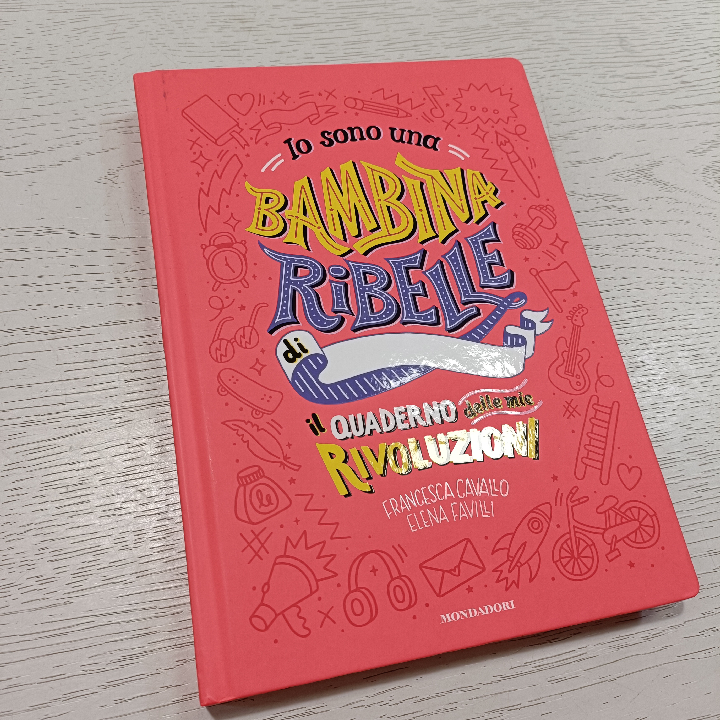 Io sono una
BAMBINA
RIBELLE
di
il QUADERNO delle mie
RIVOLUZIONI
FRANCESCA CAVALLO
ELENA FAVILLI
MONDADORI